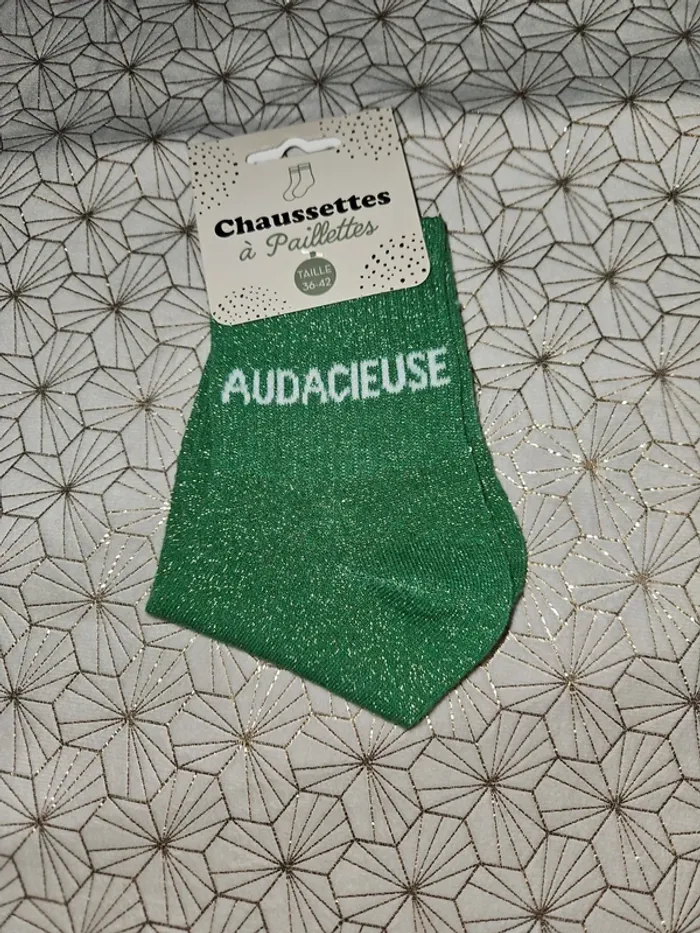 Chaussettes
à Paillettes
TAILLE
36-42
AUDACIEUSE